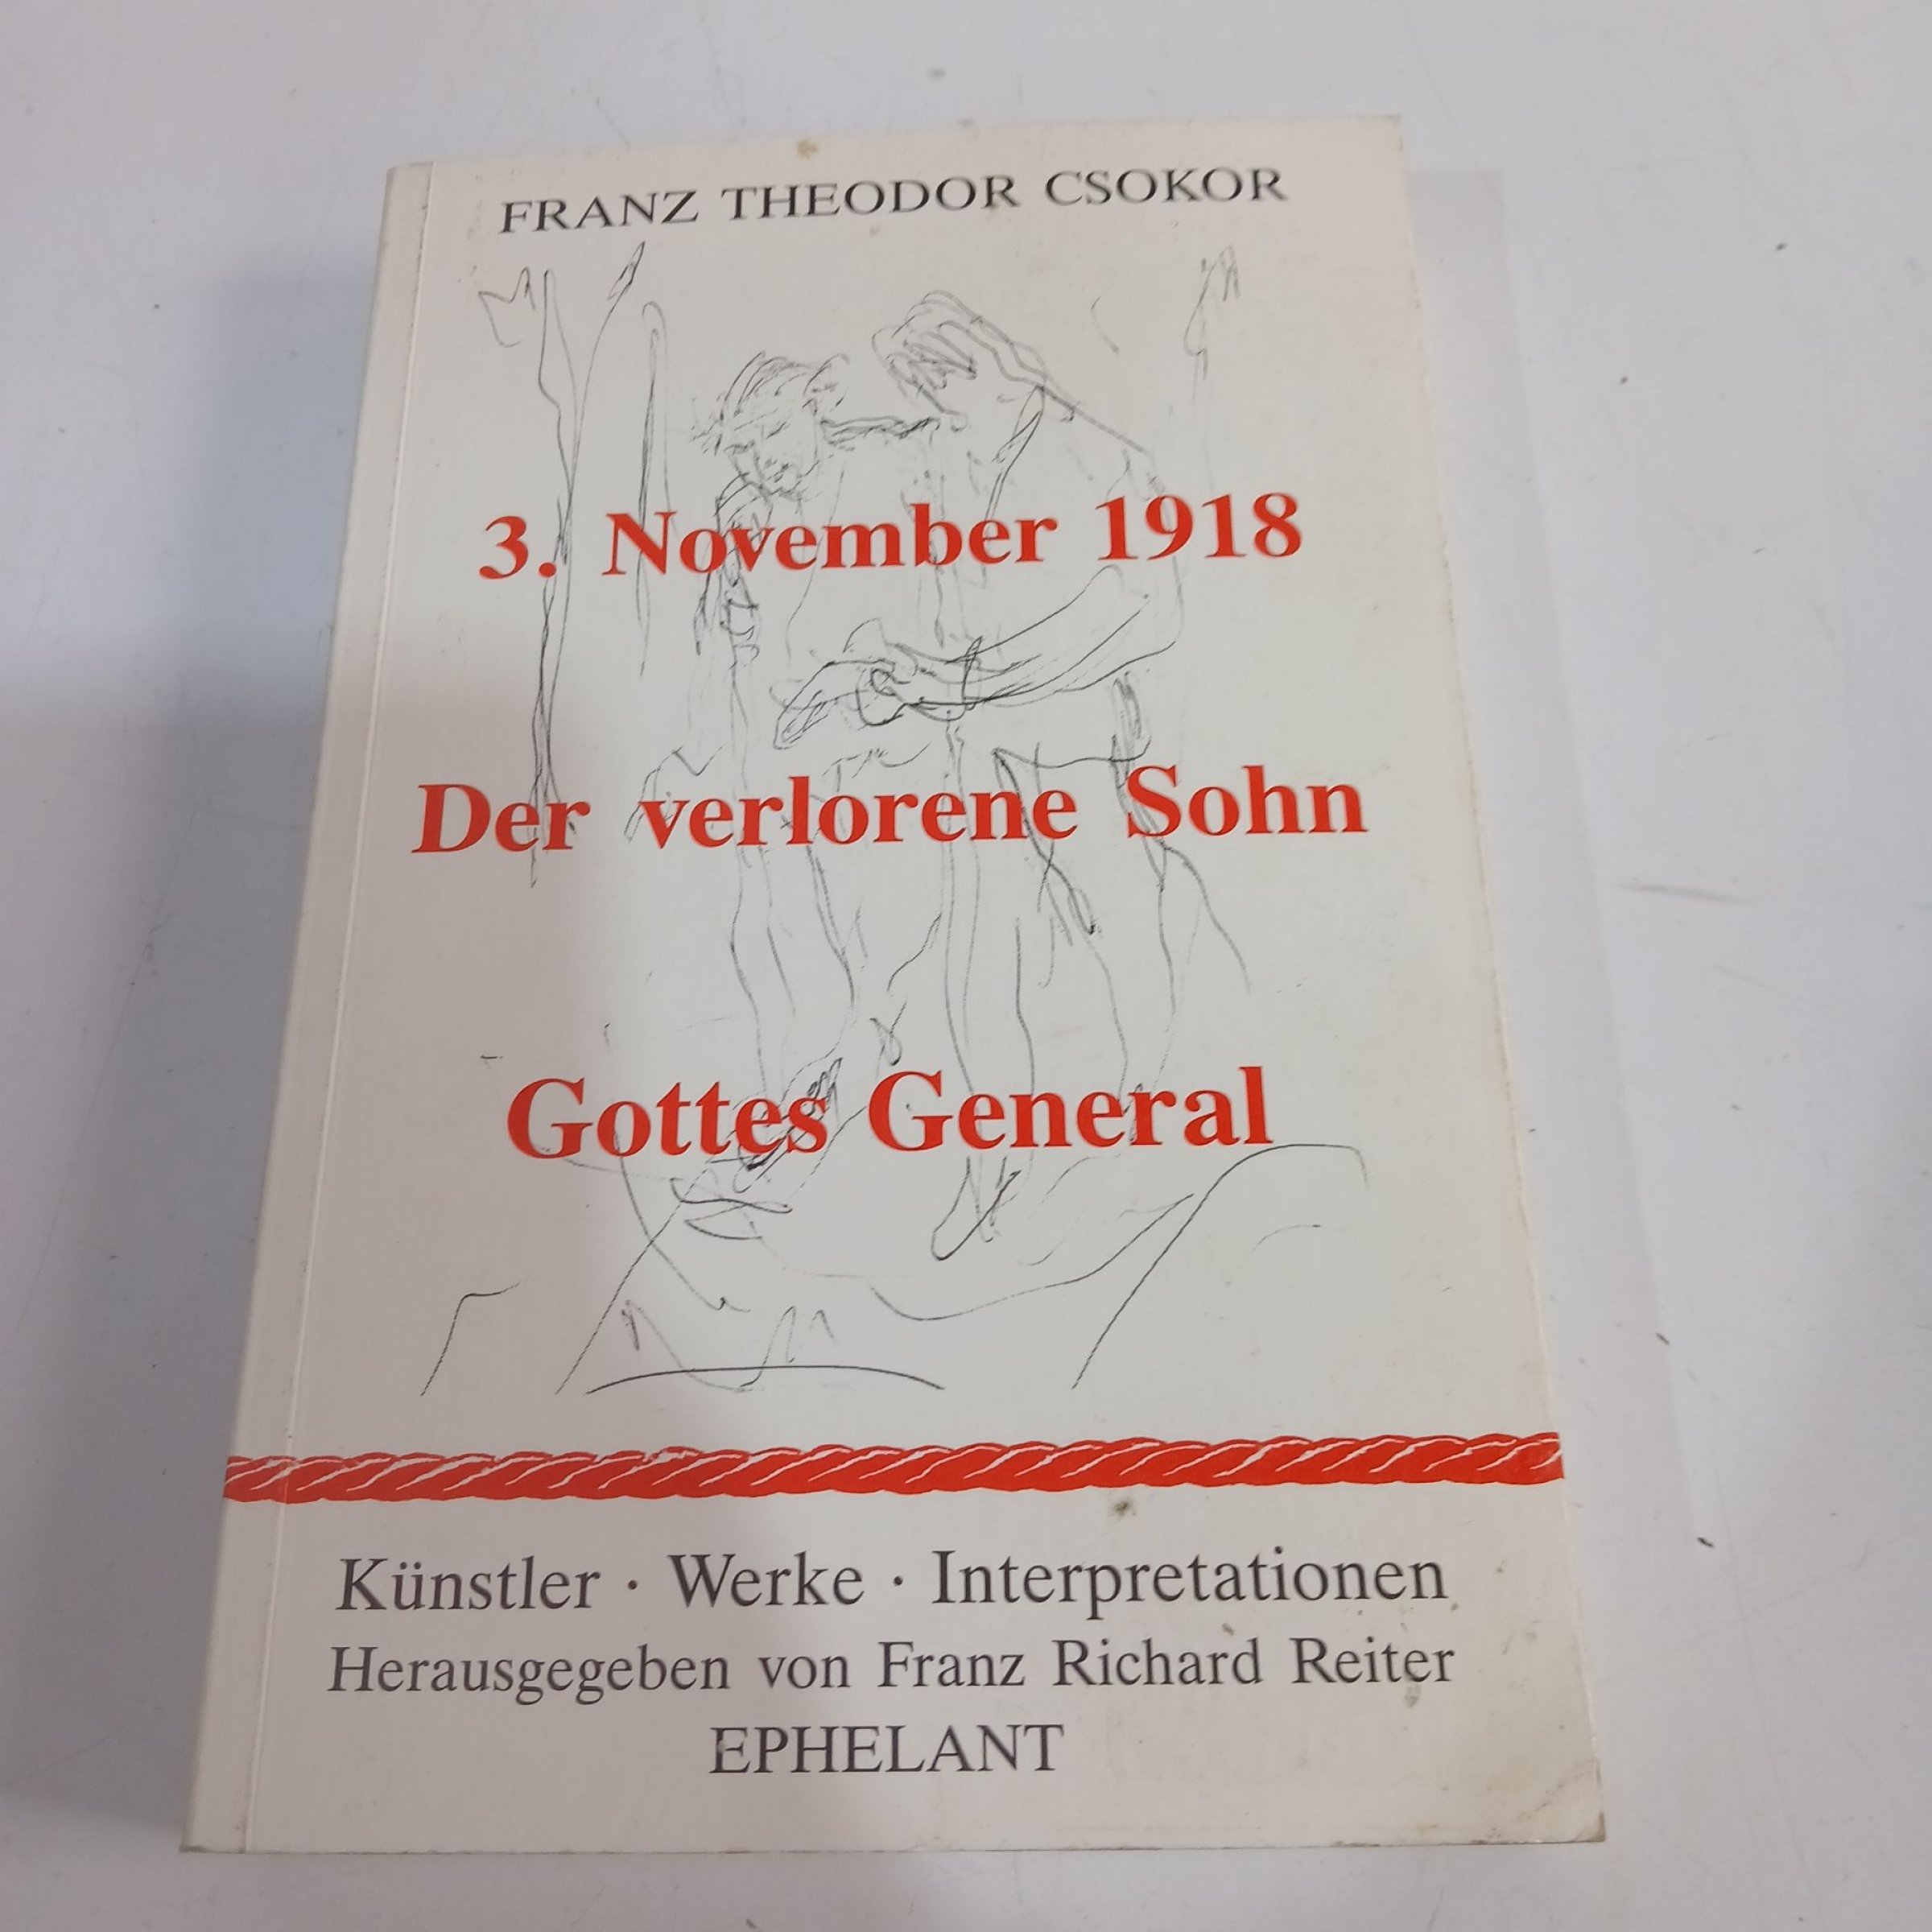 FRANZ THEODOR CSOKOR
3. November 1918
Der verlorene Sohn
Gottes General
Künstler · Werke · Interpretationen
Herausgegeben von Franz Richard Reiter
EPHELANT